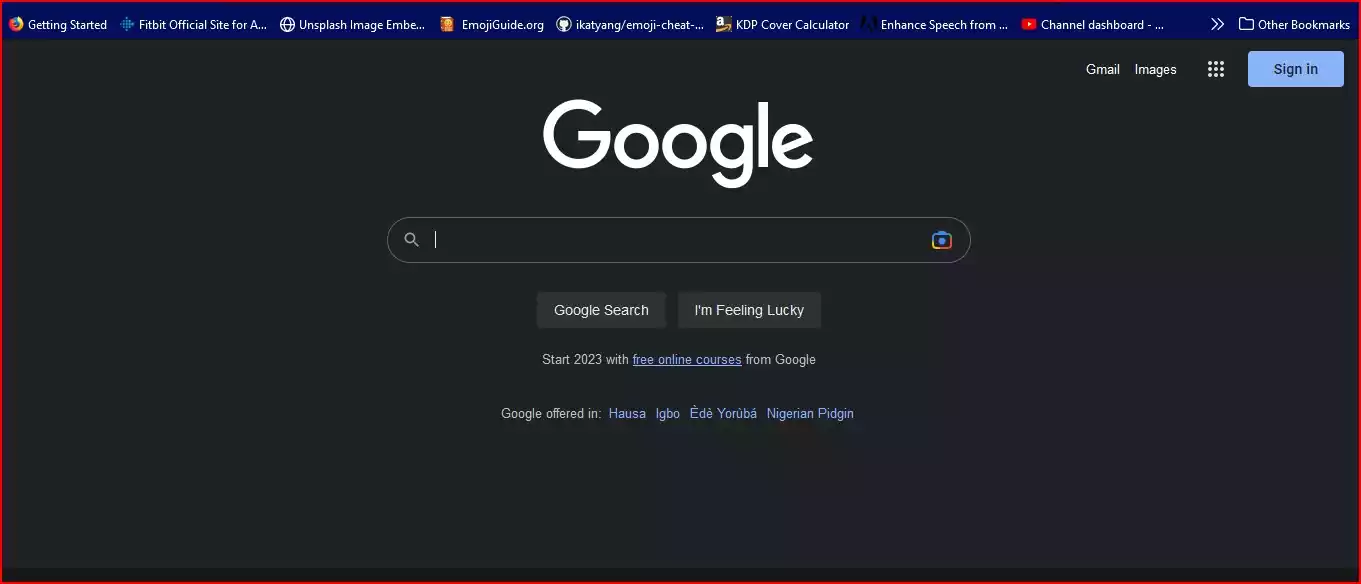 Getting Started Fitbit Official Site for A... Unsplash Image Embe... EmojiGuide.org ikatyang/emoji-cheat-... KDP Cover Calculator Enhance Speech from ... Channel dashboard - ... Other Bookmarks
Gmail Images Sign in
Google
Google Search I'm Feeling Lucky
Start 2023 with free online courses from Google
Google offered in: Hausa Igbo Èdè Yorùbá Nigerian Pidgin